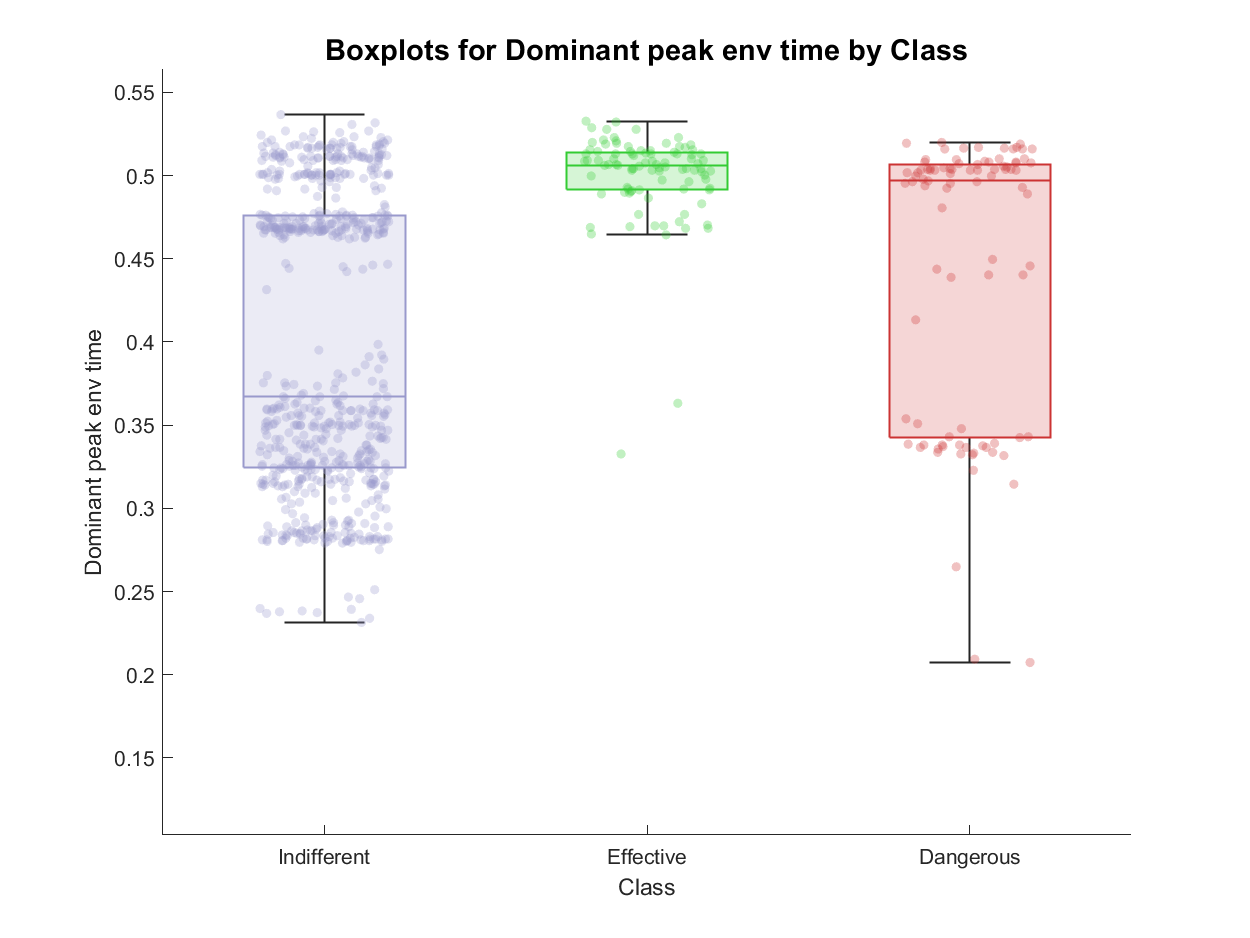 Boxplots for Dominant peak env time by Class
Dominant peak env time
0.55
0.5
0.45
0.4
0.35
0.3
0.25
0.2
0.15
Indifferent Effective Dangerous
Class